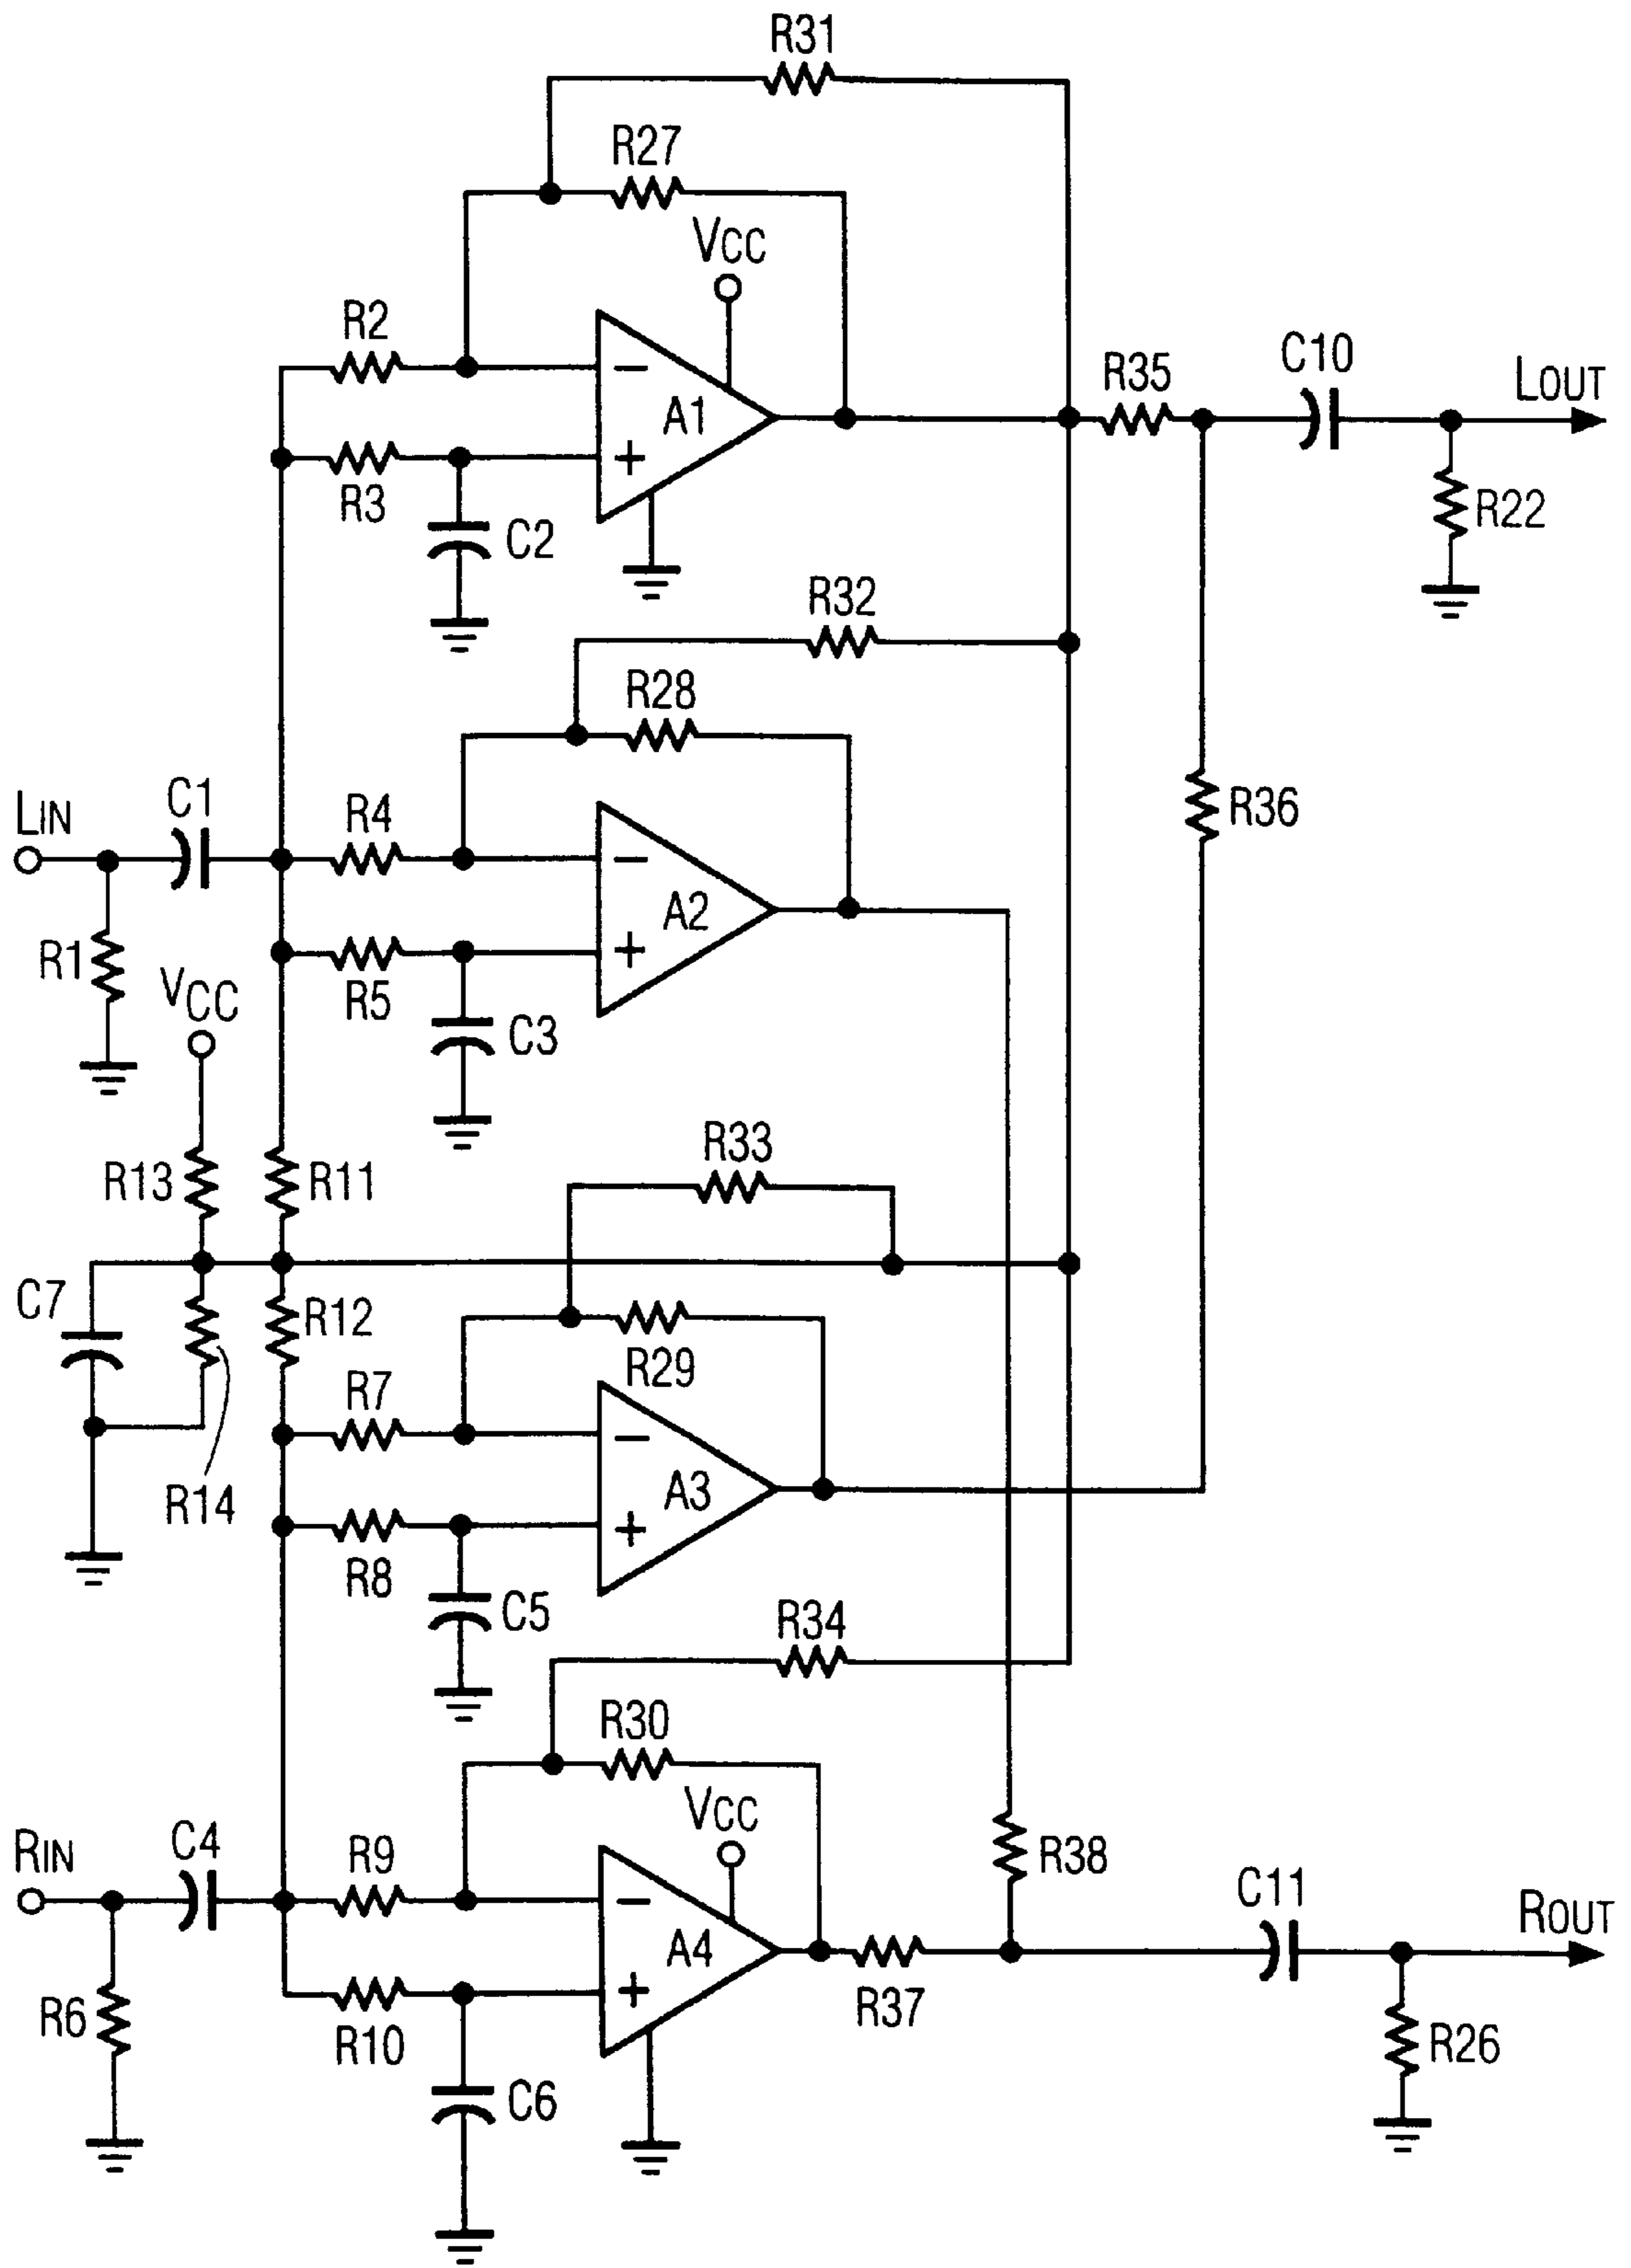 R31
R27
VCC
R2
A1
R35
C10
LOUT
R3
C2
R22
R32
R28
LIN
C1
R4
A2
R36
R1
R5
C3
VCC
R33
R13
R11
C7
R12
R29
R7
A3
R14
R8
C5
R34
R30
VCC
RIN
C4
R9
R38
C11
ROUT
A4
R6
R10
R37
R26
C6
−
+
−
+
−
+
−
+